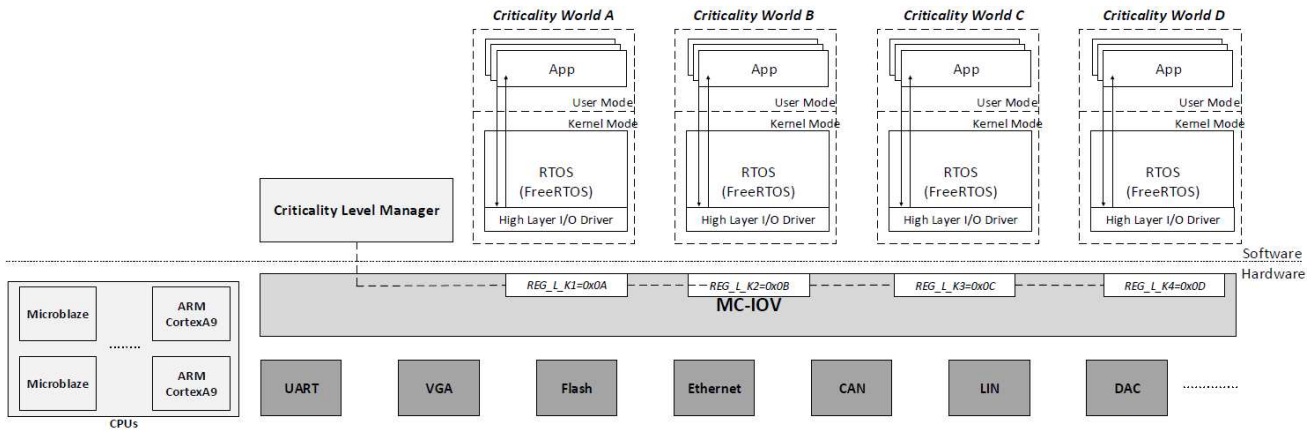 Criticality World A
Criticality World B
Criticality World C
Criticality World D
App
App
App
App
User Mode
User Mode
User Mode
User Mode
Kernel Mode
Kernel Mode
Kernel Mode
Kernel Mode
RTOS
(FreeRTOS)
RTOS
(FreeRTOS)
RTOS
(FreeRTOS)
RTOS
(FreeRTOS)
Criticality Level Manager
High Layer I/O Driver
High Layer I/O Driver
High Layer I/O Driver
High Layer I/O Driver
Software
Hardware
REG_L_K1=0x0A
REG_L_K2=0x0B
REG_L_K3=0x0C
REG_L_K4=0x0D
MC-IOV
Microblaze
ARM
CortexA9
........
Microblaze
ARM
CortexA9
CPUs
UART
VGA
Flash
Ethernet
CAN
LIN
DAC
............